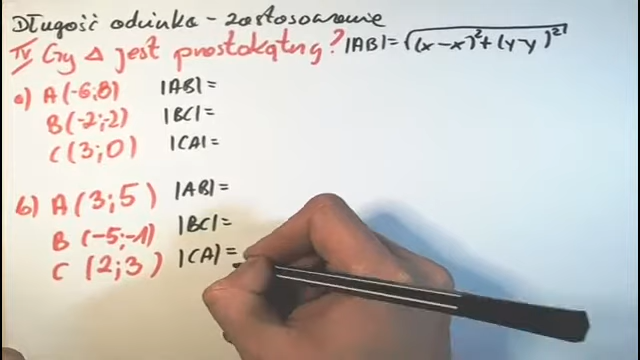 Długość odcinka - zastosowanie
IV Czy △ jest prostokątny? |AB|=√(x-x)²+(y-y)²
a) A(-6;8) |AB|=
B(-2;-2) |BC|=
C(3;0) |CA|=
b) A(3;5) |AB|=
B(-5;-1) |BC|=
C(2;3) |CA|=